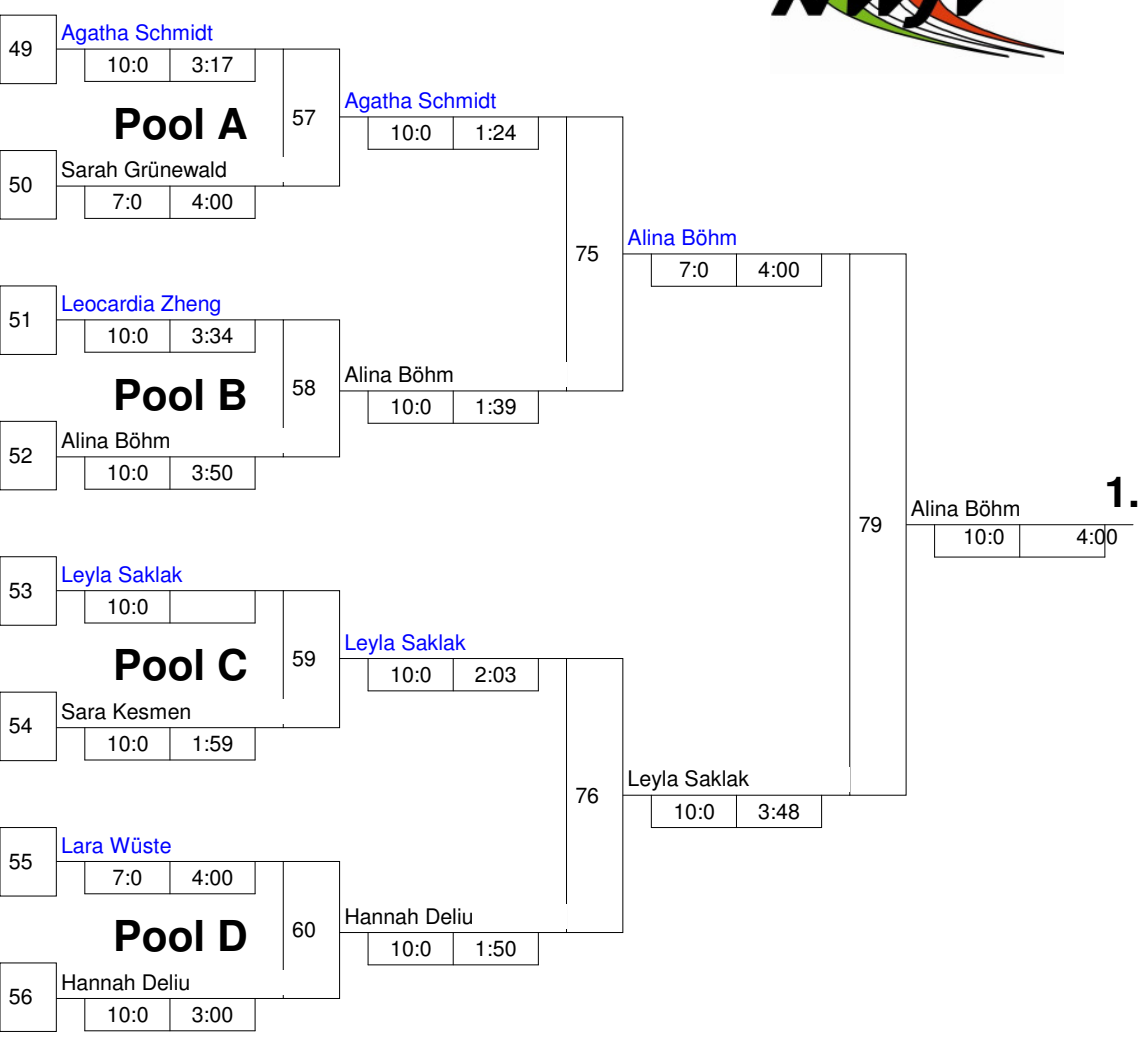 49
Agatha Schmidt
10:0 3:17
Pool A
57
Agatha Schmidt
10:0 1:24
50
Sarah Grünewald
7:0 4:00
75
Alina Böhm
7:0 4:00
51
Leocardia Zheng
10:0 3:34
Pool B
58
Alina Böhm
10:0 1:39
52
Alina Böhm
10:0 3:50
79
Alina Böhm
1.
10:0 4:00
53
Leyla Saklak
10:0
Pool C
59
Leyla Saklak
10:0 2:03
54
Sara Kesmen
10:0 1:59
76
Leyla Saklak
10:0 3:48
55
Lara Wüste
7:0 4:00
Pool D
60
Hannah Deliu
10:0 1:50
56
Hannah Deliu
10:0 3:00